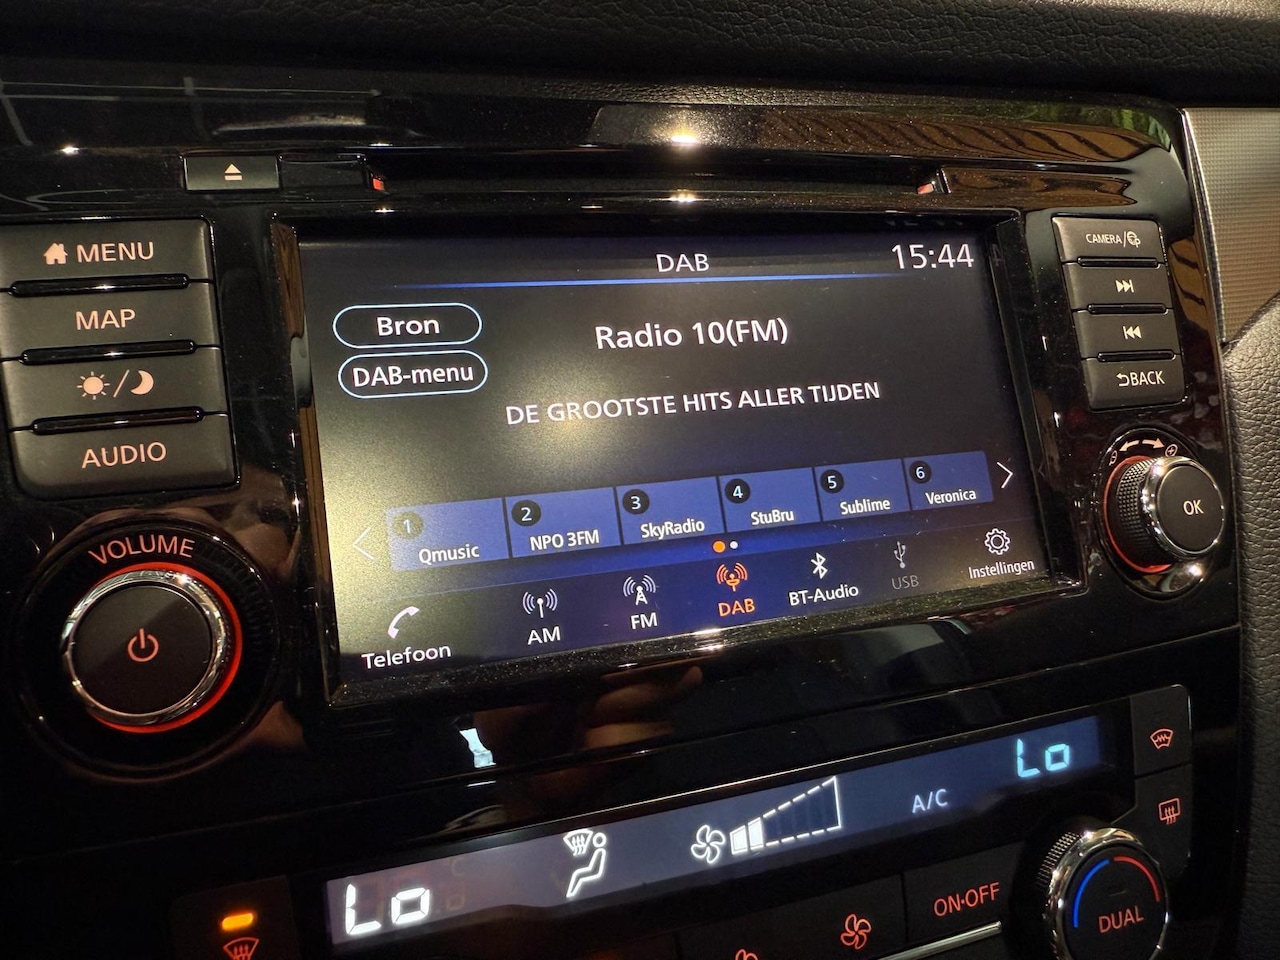 MENU
MAP
AUDIO
VOLUME
DAB
15:44
Bron
DAB-menu
Radio 10(FM)
DE GROOTSTE HITS ALLER TIJDEN
1 Qmusic
2 NPO 3FM
3 SkyRadio
4 StuBru
5 Sublime
6 Veronica
Telefoon
AM
FM
DAB
BT-Audio
USB
Instellingen
CAMERA/
BACK
OK
Lo
A/C
Lo
ON·OFF
DUAL